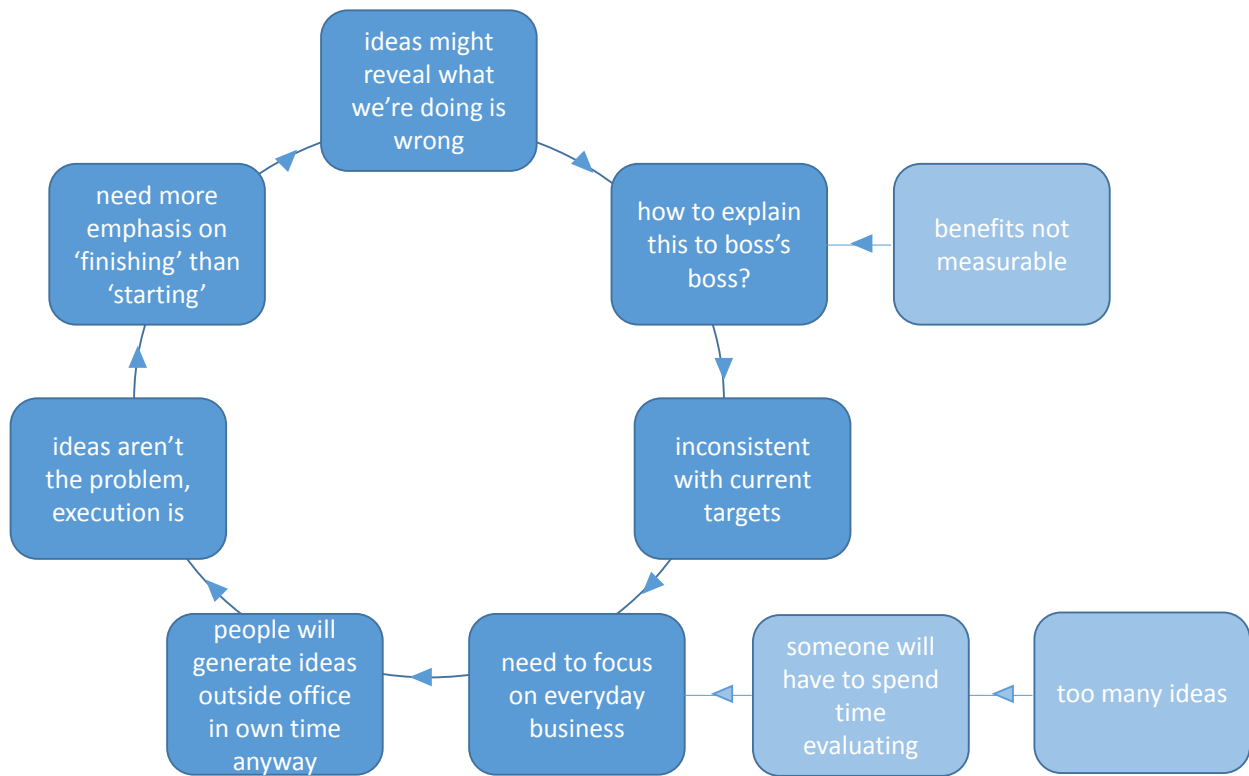 ideas might
reveal what
we’re doing is
wrong
need more
emphasis on
‘finishing’ than
‘starting’
how to explain
this to boss’s
boss?
benefits not
measurable
ideas aren’t
the problem,
execution is
inconsistent
with current
targets
people will
generate ideas
outside office
in own time
anyway
need to focus
on everyday
business
someone will
have to spend
time
evaluating
too many ideas